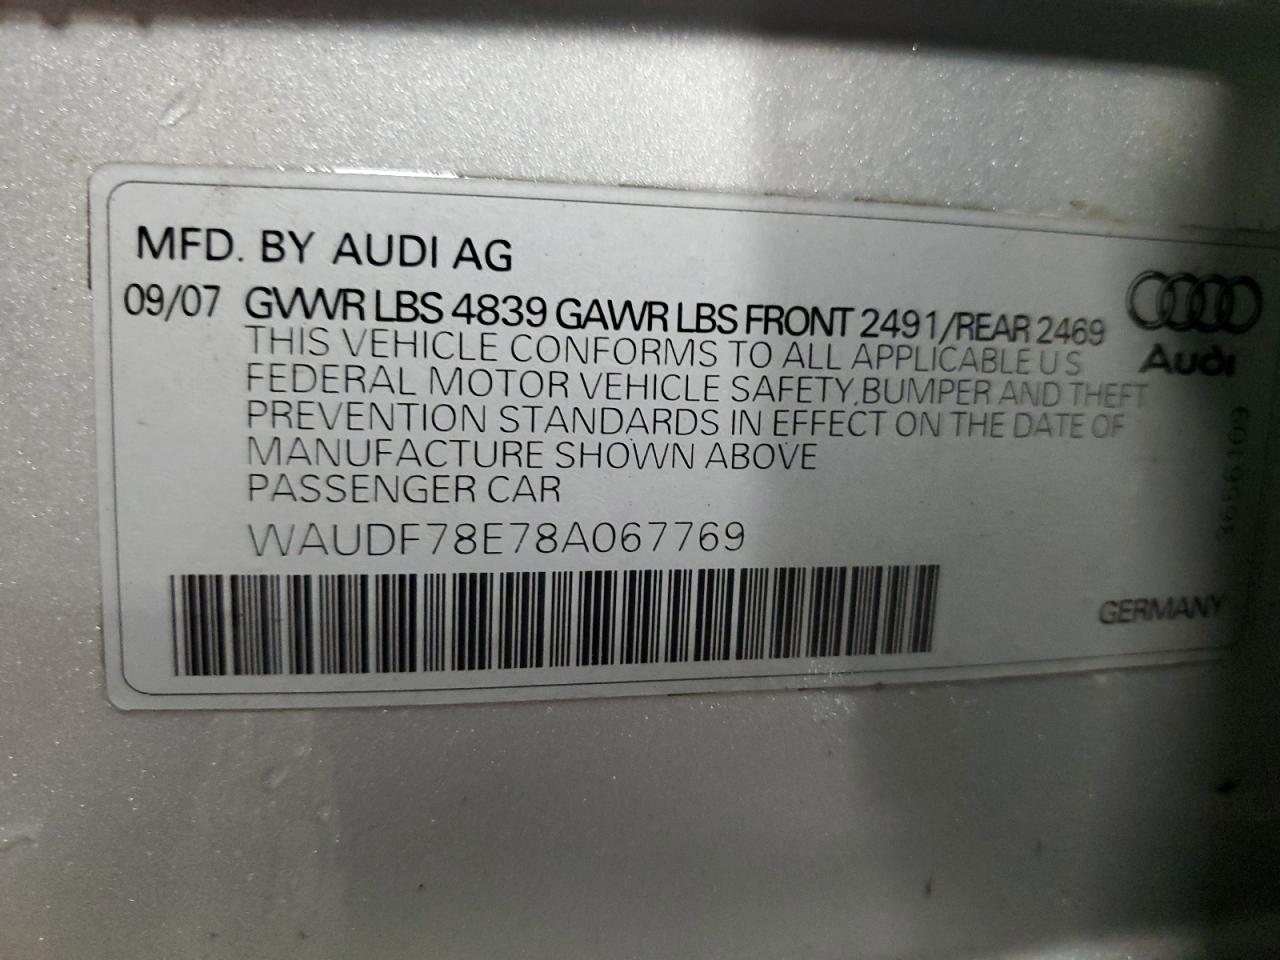 MFD. BY AUDI AG
09/07 GVWR LBS 4839 GAWR LBS FRONT 2491/REAR 2469
THIS VEHICLE CONFORMS TO ALL APPLICABLE US
FEDERAL MOTOR VEHICLE SAFETY,BUMPER AND THEFT
PREVENTION STANDARDS IN EFFECT ON THE DATE OF
MANUFACTURE SHOWN ABOVE
PASSENGER CAR
WAUDF78E78A067769
Audi
GERMANY